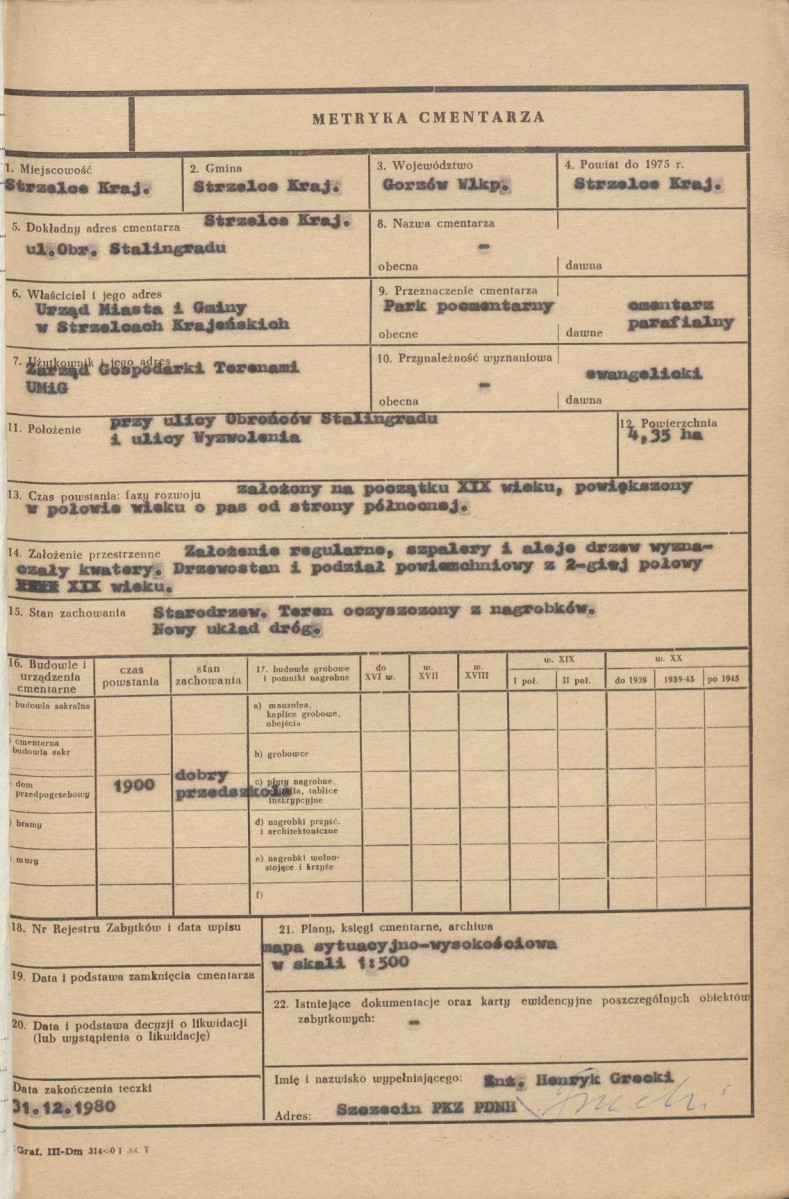 METRYKA CMENTARZA
1. Miejscowość
Strzelce Kraj.
2. Gmina
Strzelce Kraj.
3. Województwo
Gorzów Wlkp.
4. Powiat do 1975 r.
Strzelce Kraj.
5. Dokładny adres cmentarza Strzelce Kraj.
ul.Obr. Stalingradu
8. Nazwa cmentarza
-
obecna
dawna
6. Właściciel i jego adres
Urząd Miasta i Gminy
w Strzelcach Krajeńskich
9. Przeznaczenie cmentarza
Park pocmentarny
obecne
cmentarz
dawne parafialny
7. Użytkownik i jego adres
Zarząd Gospodarki Terenami
UMiG
10. Przynależność wyznaniowa
-
obecna
ewangelicki
dawna
11. Położenie przy ulicy Obrońców Stalingradu
i ulicy Wyzwolenia
12. Powierzchnia
4,35 ha
13. Czas powstania: fazy rozwoju założony na początku XIX wieku, powiększony
w połowie wieku o pas od strony północnej.
14. Założenie przestrzenne Założenie regularne, szpalery i aleje drzew wyzna-
czały kwatery. Drzewostan i podział powierzchniowy z 2-giej połowy
XIX wieku.
15. Stan zachowania Starodrzew. Teren oczyszczony z nagrobków.
Nowy układ dróg.
16. Budowle i
urządzenia
cmentarne
czas
powstania
stan
zachowania
17. budowle grobowe
i pomniki nagrobne
do
XVI w.
w.
XVII
w.
XVIII
w. XIX
I poł.
II poł.
w. XX
do 1939
1939-45
po 1945
) budowla sakralna
) cmentarna
budowla sakr
) dom
przedpogrzebowy
1900
dobry
przedszkole
) bramy
) mury
a) mauzolea,
kaplice grobowe,
obejścia
b) grobowce
c) płyty nagrobne,
tablice
inskrypcyjne
d) nagrobki przyśc.
i architektoniczne
e) nagrobki wolno-
stojące i krzyże
f)
18. Nr Rejestru Zabytków i data wpisu
19. Data i podstawa zamknięcia cmentarza
20. Data i podstawa decyzji o likwidacji
(lub wystąpienia o likwidację)
Data zakończenia teczki
31.12.1980
21. Plany, księgi cmentarne, archiwa
mapa sytuacyjno-wysokościowa
w skali 1:500
22. Istniejące dokumentacje oraz karty ewidencyjne poszczególnych obiektów
zabytkowych: -
Imię i nazwisko wypełniającego: Inż. Henryk Grecki
Adres: Szczecin PKZ PDNH
Graf. III-Dm